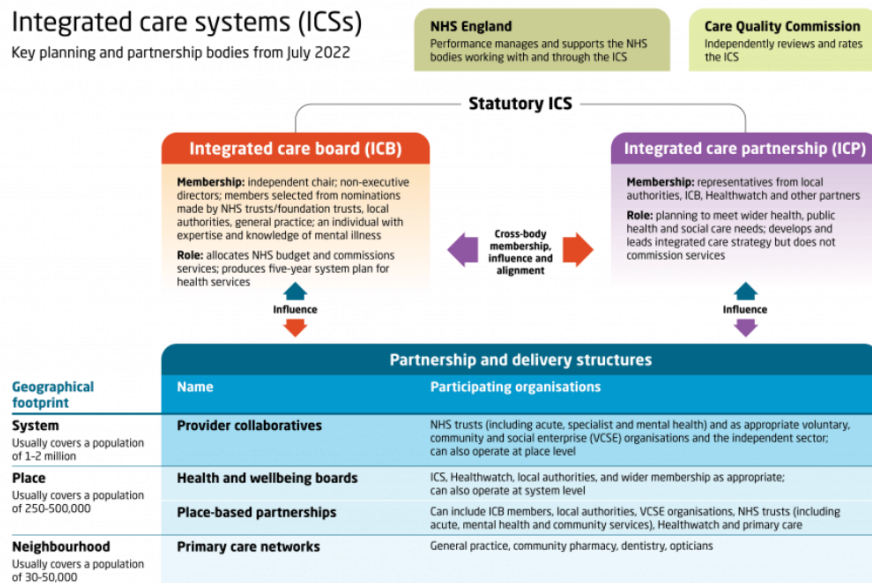 Integrated care systems (ICSs)
Key planning and partnership bodies from July 2022
NHS England
Performance manages and supports the NHS
bodies working with and through the ICS
Care Quality Commission
Independently reviews and rates
the ICS
Statutory ICS
Integrated care board (ICB)
Membership: independent chair; non-executive
directors; members selected from nominations
made by NHS trusts/foundation trusts, local
authorities, general practice; an individual with
expertise and knowledge of mental illness
Role: allocates NHS budget and commissions
services; produces five-year system plan for
health services
Cross-body
membership,
influence and
alignment
Integrated care partnership (ICP)
Membership: representatives from local
authorities, ICB, Healthwatch and other partners
Role: planning to meet wider health, public
health and social care needs; develops and
leads integrated care strategy but does not
commission services
Influence
Influence
Partnership and delivery structures
Geographical
footprint
Name
Participating organisations
System
Usually covers a population
of 1–2 million
Provider collaboratives
NHS trusts (including acute, specialist and mental health) and as appropriate voluntary,
community and social enterprise (VCSE) organisations and the independent sector;
can also operate at place level
Place
Usually covers a population
of 250-500,000
Health and wellbeing boards
ICS, Healthwatch, local authorities, and wider membership as appropriate;
can also operate at system level
Place-based partnerships
Can include ICB members, local authorities, VCSE organisations, NHS trusts (including
acute, mental health and community services), Healthwatch and primary care
Neighbourhood
Usually covers a population
of 30-50,000
Primary care networks
General practice, community pharmacy, dentistry, opticians